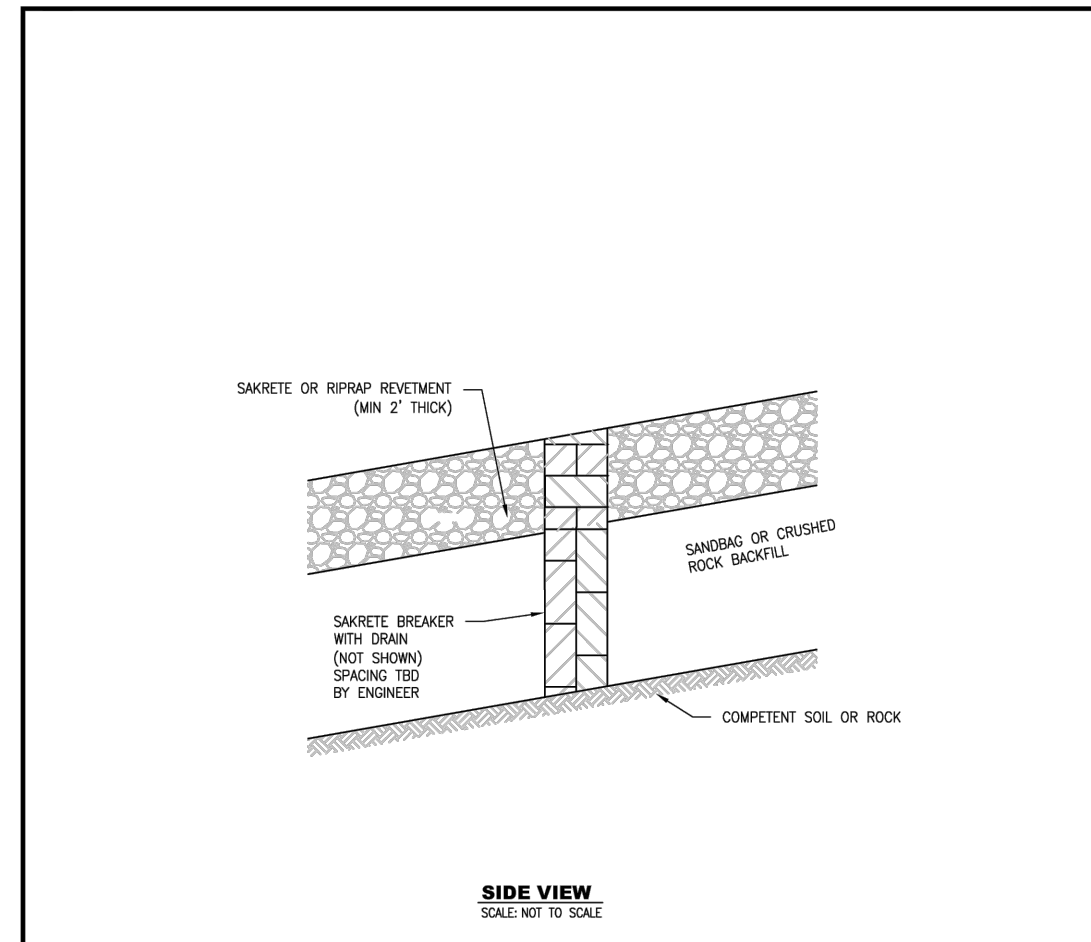 SAKRETE OR RIPRAP REVETMENT
(MIN 2' THICK)
SANDBAG OR CRUSHED
ROCK BACKFILL
SAKRETE BREAKER
WITH DRAIN
(NOT SHOWN)
SPACING TBD
BY ENGINEER
COMPETENT SOIL OR ROCK
SIDE VIEW
SCALE: NOT TO SCALE